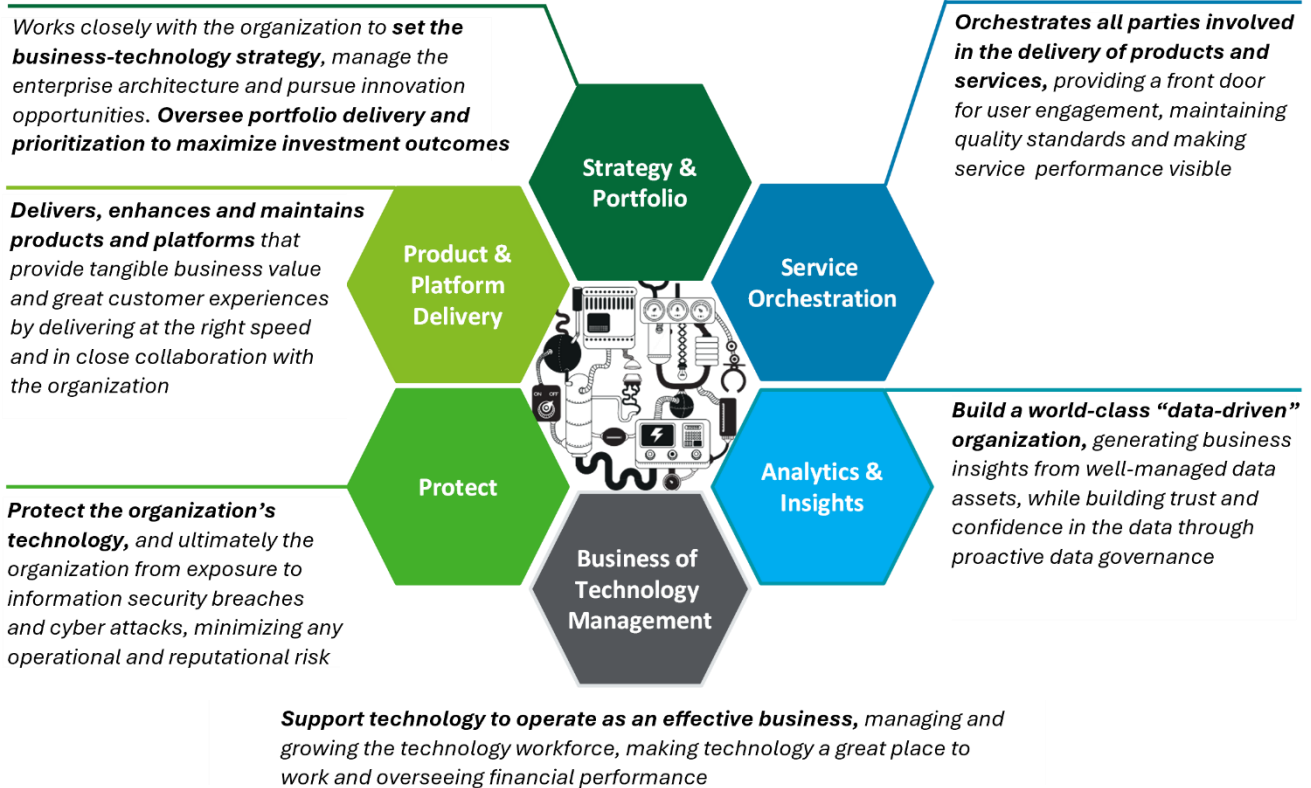 Works closely with the organization to set the
business-technology strategy, manage the
enterprise architecture and pursue innovation
opportunities. Oversee portfolio delivery and
prioritization to maximize investment outcomes
Orchestrates all parties involved
in the delivery of products and
services, providing a front door
for user engagement, maintaining
quality standards and making
service performance visible
Strategy &
Portfolio
Delivers, enhances and maintains
products and platforms that
provide tangible business value
and great customer experiences
by delivering at the right speed
and in close collaboration with
the organization
Product &
Platform
Delivery
Service
Orchestration
ON OFF
Protect the organization's
technology, and ultimately the
organization from exposure to
information security breaches
and cyber attacks, minimizing any
operational and reputational risk
Protect
Analytics &
Insights
Build a world-class “data-driven”
organization, generating business
insights from well-managed data
assets, while building trust and
confidence in the data through
proactive data governance
Business of
Technology
Management
Support technology to operate as an effective business, managing and
growing the technology workforce, making technology a great place to
work and overseeing financial performance